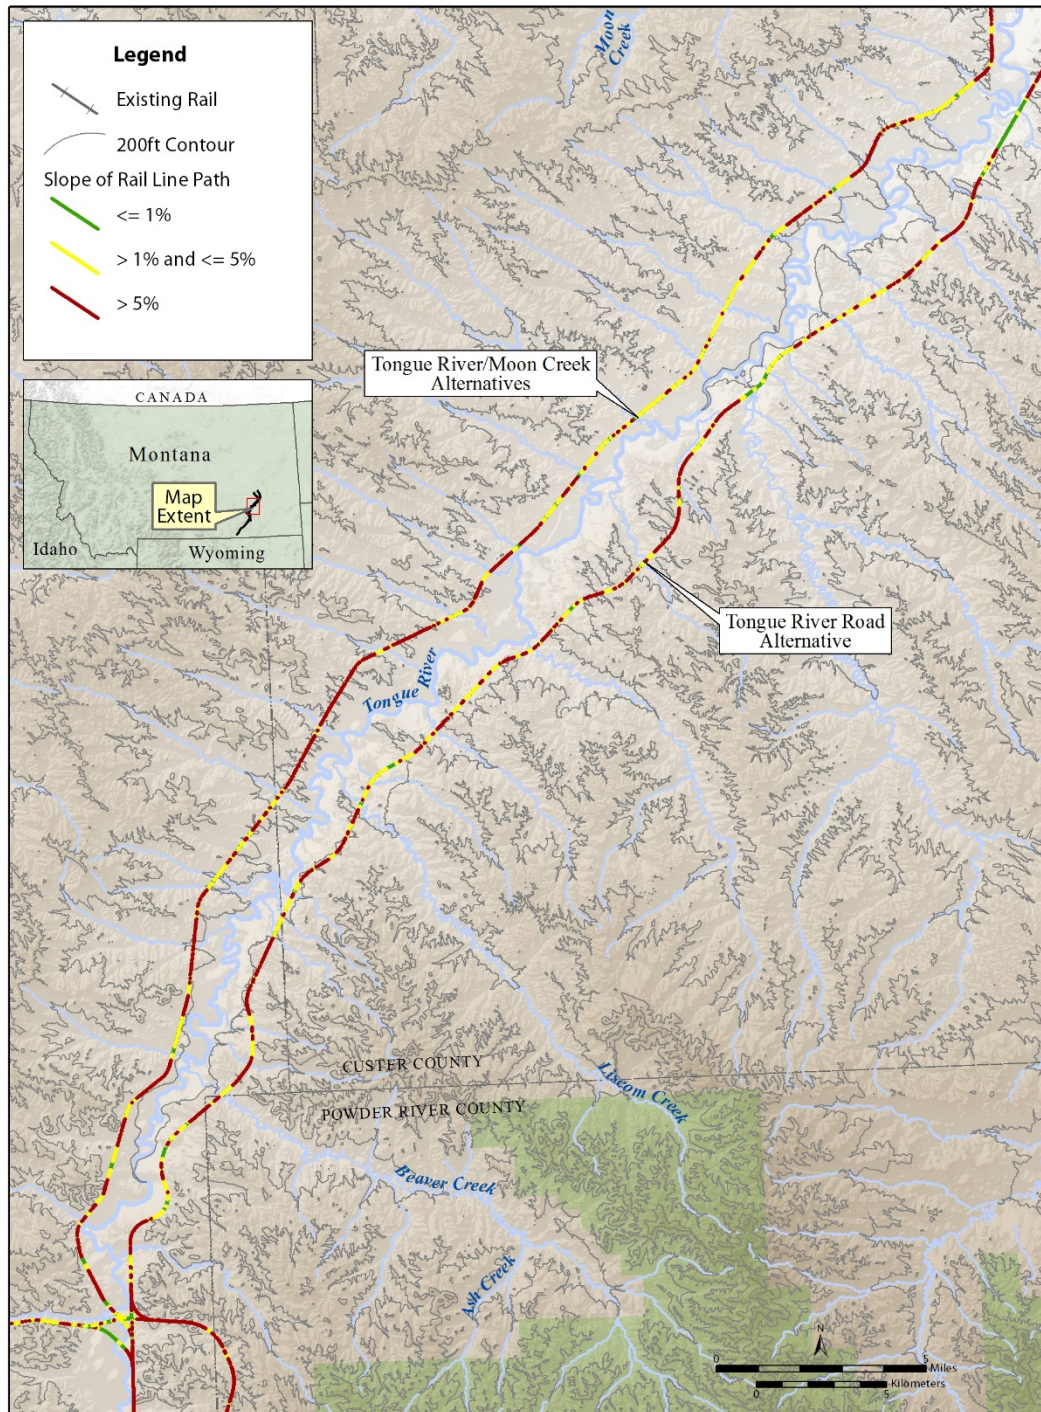 Legend
Existing Rail
200ft Contour
Slope of Rail Line Path
<= 1%
> 1% and <= 5%
> 5%
CANADA
Montana
Map
Extent
Idaho
Wyoming
Moon
Creek
Tongue River/Moon Creek
Alternatives
Tongue River Road
Alternative
Tongue River
CUSTER COUNTY
POWDER RIVER COUNTY
Liscom Creek
Beaver Creek
Ash Creek
N
0 5
Miles
Kilometers
0 5